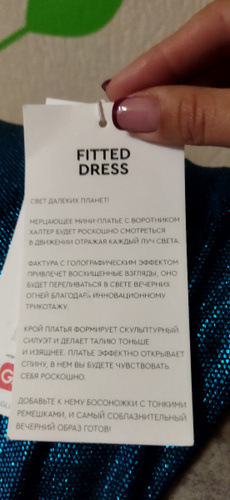 FITTED
DRESS
СВЕТ ДАЛЕКИХ ПЛАНЕТ!
МЕРЦАЮЩЕЕ МИНИ-ПЛАТЬЕ С ВОРОТНИКОМ
ХАЛТЕР БУДЕТ РОСКОШНО СМОТРЕТЬСЯ
В ДВИЖЕНИИ ОТРАЖАЯ КАЖДЫЙ ЛУЧ СВЕТА.
ФАКТУРА С ГОЛОГРАФИЧЕСКИМ ЭФФЕКТОМ
ПРИВЛЕЧЕТ ВОСХИЩЕННЫЕ ВЗГЛЯДЫ, ОНО
БУДЕТ ПЕРЕЛИВАТЬСЯ В СВЕТЕ ВЕЧЕРНИХ
ОГНЕЙ БЛАГОДАРЬ ИННОВАЦИОННОМУ
ТРИКОТАЖУ.
КРОЙ ПЛАТЬЯ ФОРМИРУЕТ СКУЛЬПТУРНЫЙ
СИЛУЭТ И ДЕЛАЕТ ТАЛИЮ ТОНЬШЕ
И ИЗЯЩНЕЕ. ПЛАТЬЕ ЭФФЕКТНО ОТКРЫВАЕТ
СПИНУ, В НЕМ ВЫ БУДЕТЕ ЧУВСТВОВАТЬ
СЕБЯ РОСКОШНО.
ДОБАВЬТЕ К НЕМУ БОСОНОЖКИ С ТОНКИМИ
РЕМЕШКАМИ, И САМЫЙ СОБЛАЗНИТЕЛЬНЫЙ
ВЕЧЕРНИЙ ОБРАЗ ГОТОВ!
G